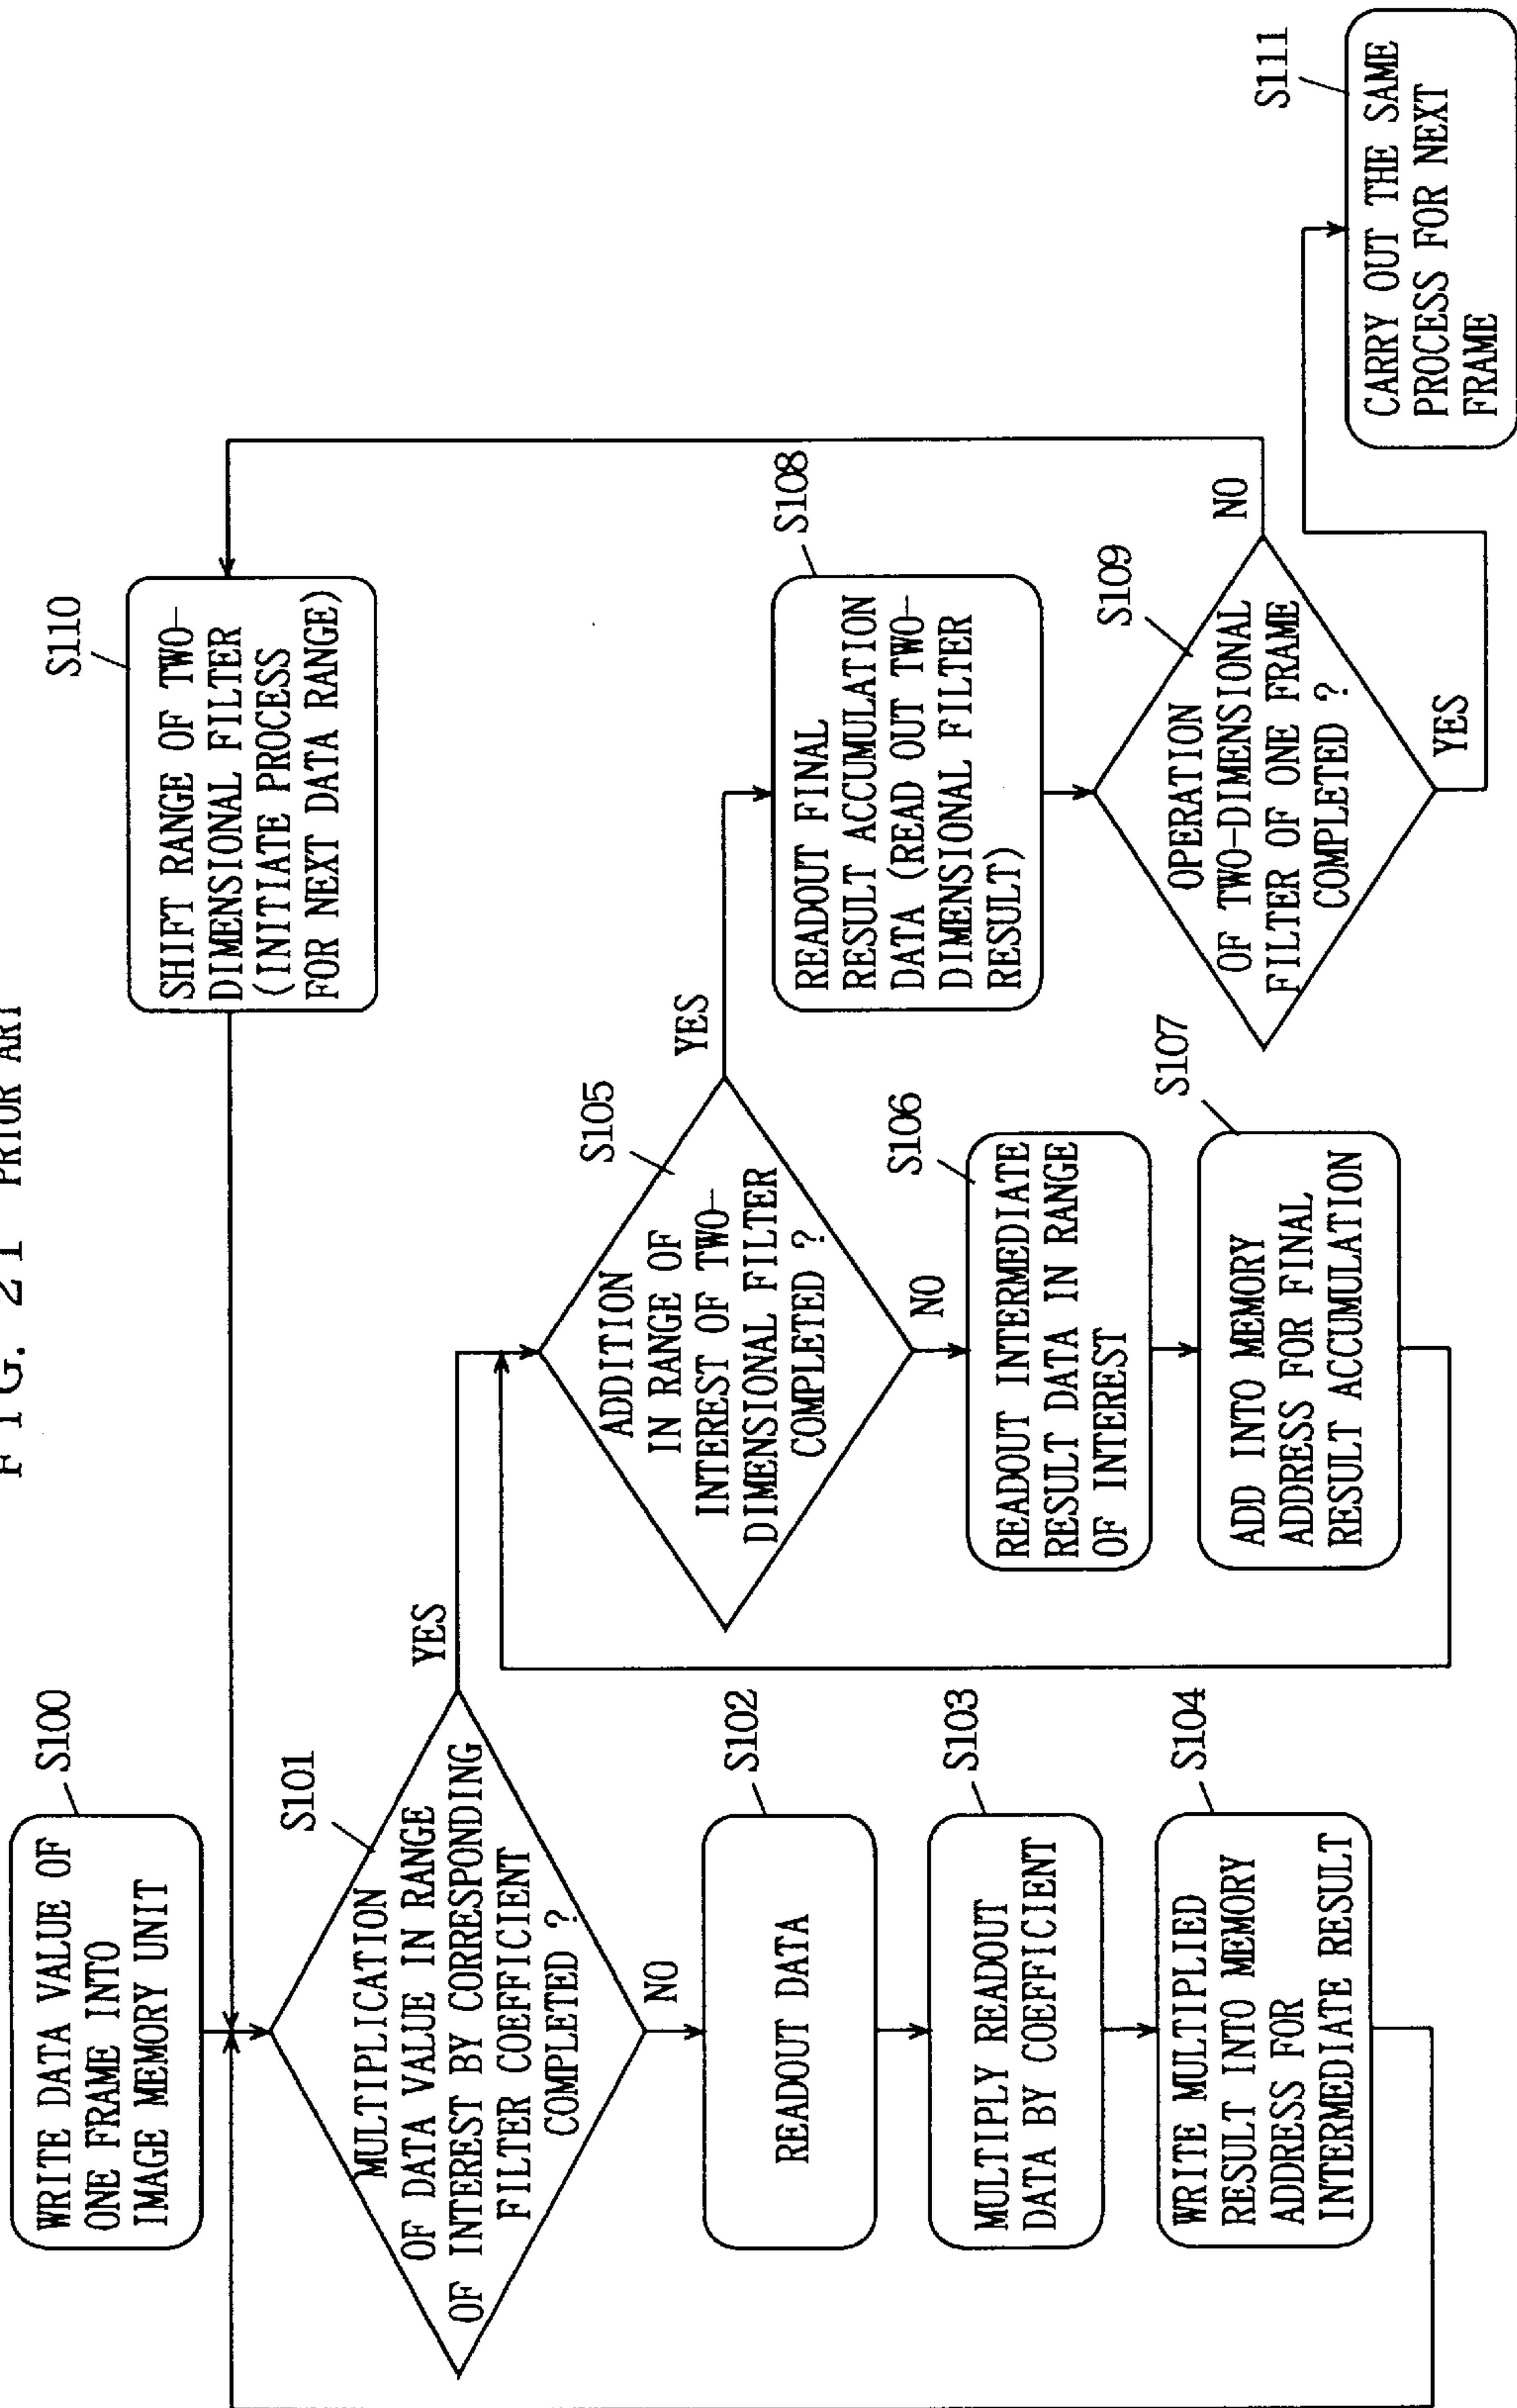 FIG. 21 PRIOR ART
WRITE DATA VALUE OF
ONE FRAME INTO
IMAGE MEMORY UNIT
S100
MULTIPLICATION
OF DATA VALUE IN RANGE
OF INTEREST BY CORRESPONDING
FILTER COEFFICIENT
COMPLETED ?
S101
YES
NO
READOUT DATA
S102
MULTIPLY READOUT
DATA BY COEFFICIENT
S103
WRITE MULTIPLIED
RESULT INTO MEMORY
ADDRESS FOR
INTERMEDIATE RESULT
S104
ADDITION
IN RANGE OF
INTEREST OF TWO-
DIMENSIONAL FILTER
COMPLETED ?
S105
YES
NO
READOUT INTERMEDIATE
RESULT DATA IN RANGE
OF INTEREST
S106
ADD INTO MEMORY
ADDRESS FOR FINAL
RESULT ACCUMULATION
S107
SHIFT RANGE OF TWO-
DIMENSIONAL FILTER
(INITIATE PROCESS
FOR NEXT DATA RANGE)
S110
READOUT FINAL
RESULT ACCUMULATION
DATA (READ OUT TWO-
DIMENSIONAL FILTER
RESULT)
S108
OPERATION
OF TWO-DIMENSIONAL
FILTER OF ONE FRAME
COMPLETED ?
S109
NO
YES
CARRY OUT THE SAME
PROCESS FOR NEXT
FRAME
S111